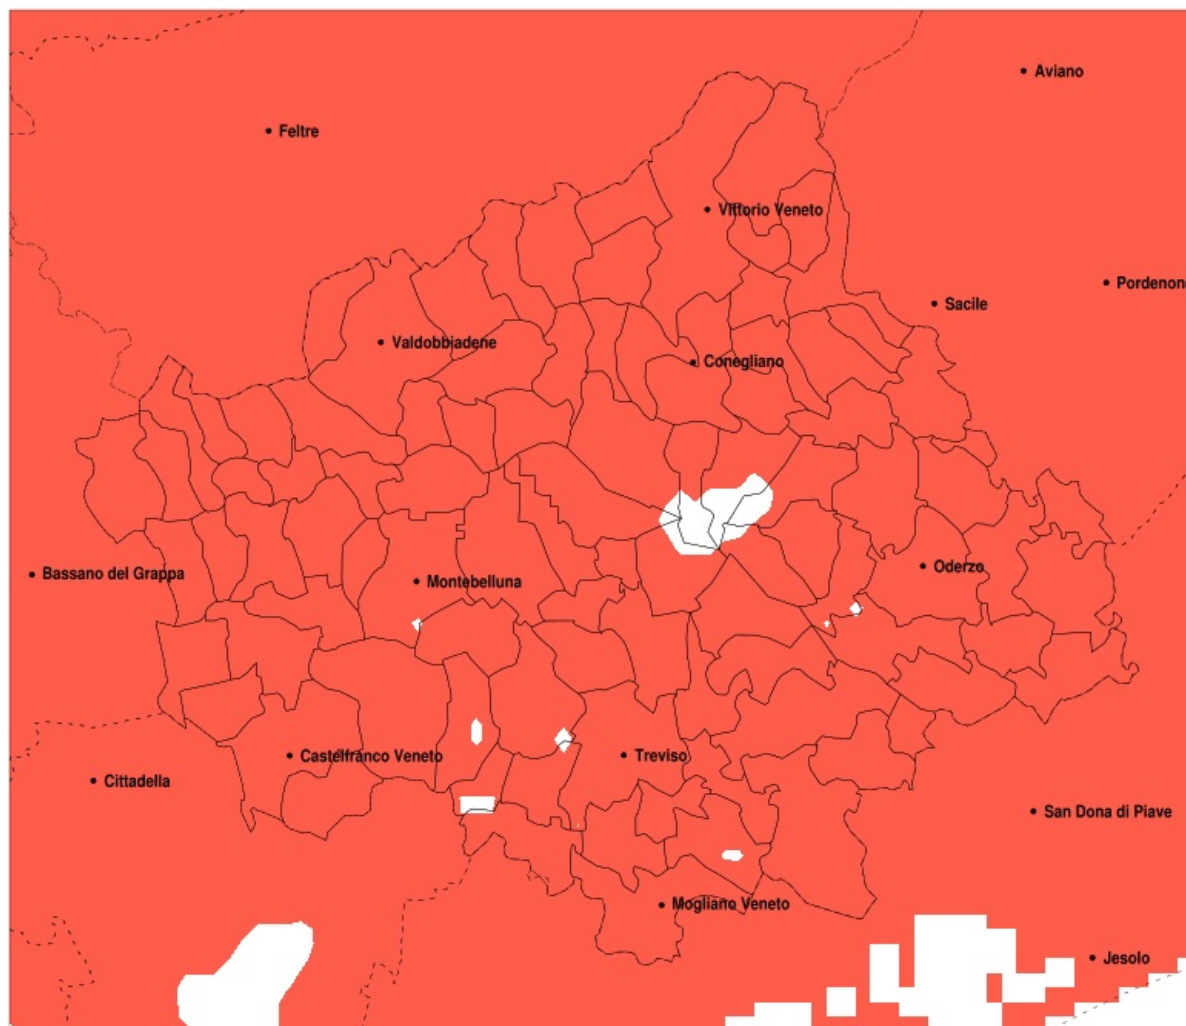 Aviano
Feltre
Vittorio Veneto
Pordenon
Sacile
Valdobbiadene
Conegliano
Oderzo
Bassano del Grappa
Montebelluna
Castelfranco Veneto
Treviso
Cittadella
San Dona di Piave
Mogliano Veneto
Jesolo